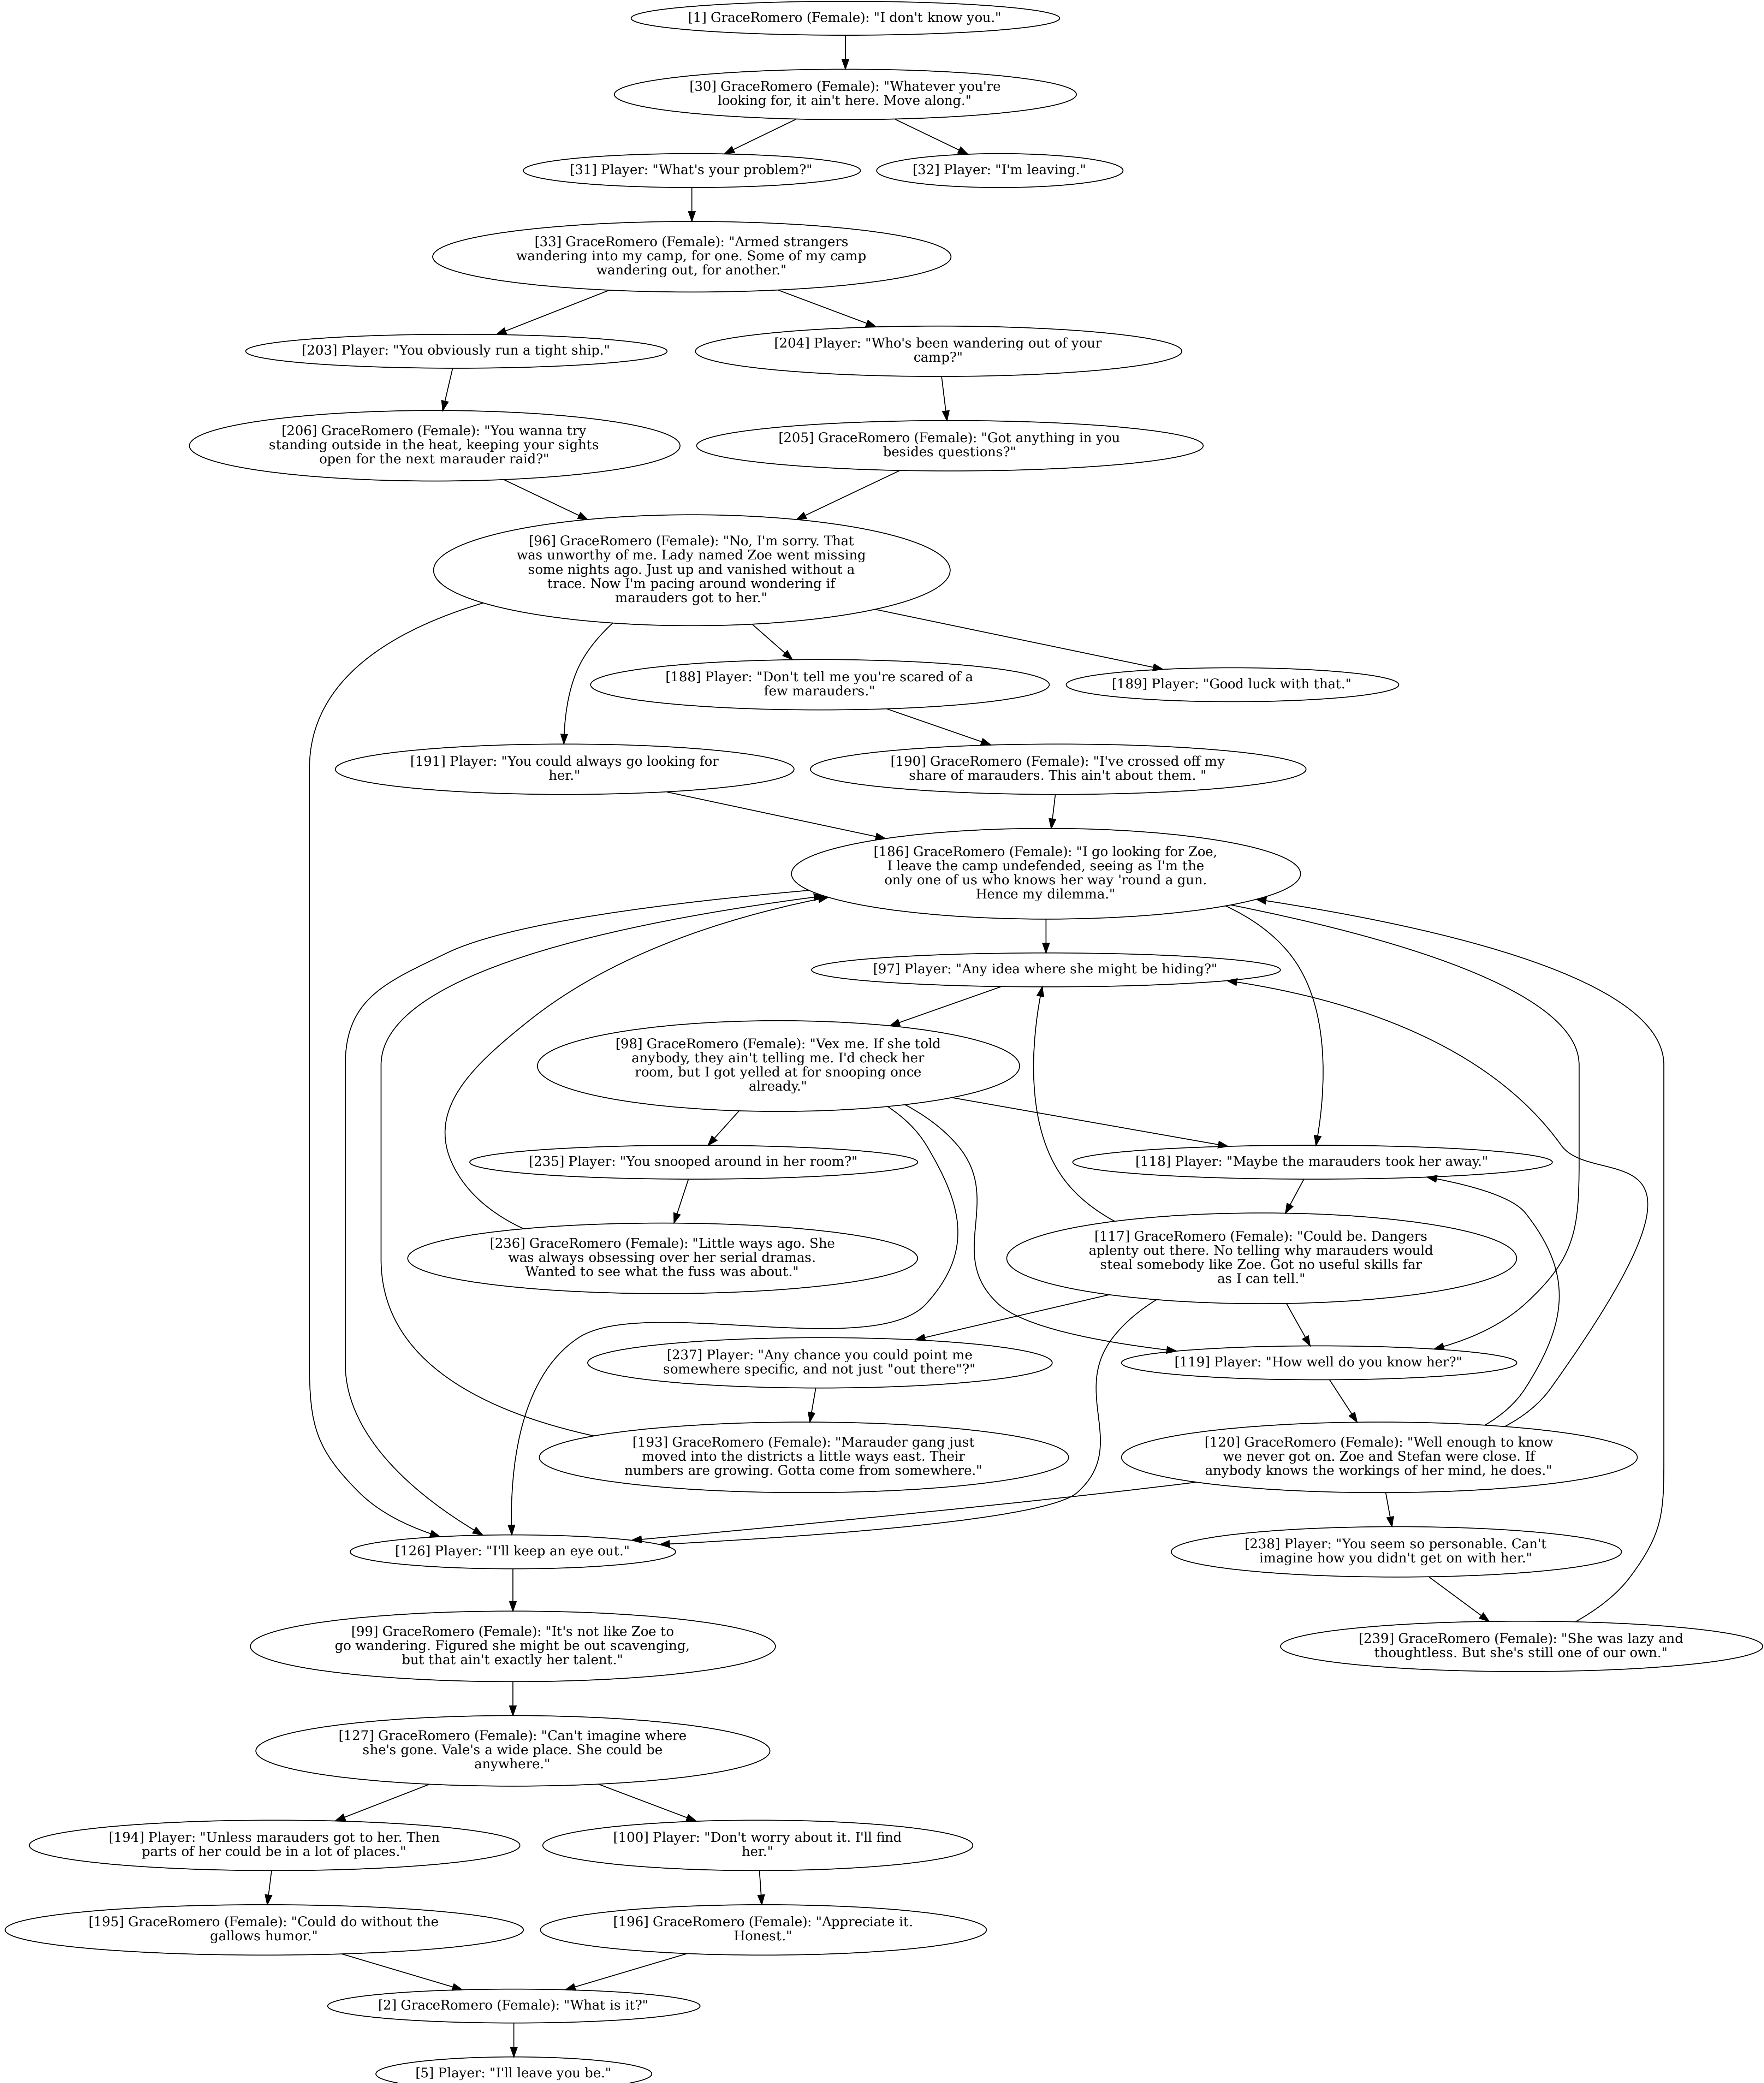 [1] GraceRomero (Female): "I don't know you."
[30] GraceRomero (Female): "Whatever you're
looking for, it ain't here. Move along."
[31] Player: "What's your problem?"
[32] Player: "I'm leaving."
[33] GraceRomero (Female): "Armed strangers
wandering into my camp, for one. Some of my camp
wandering out, for another."
[203] Player: "You obviously run a tight ship."
[204] Player: "Who's been wandering out of your
camp?"
[206] GraceRomero (Female): "You wanna try
standing outside in the heat, keeping your sights
open for the next marauder raid?"
[205] GraceRomero (Female): "Got anything in you
besides questions?"
[96] GraceRomero (Female): "No, I'm sorry. That
was unworthy of me. Lady named Zoe went missing
some nights ago. Just up and vanished without a
trace. Now I'm pacing around wondering if
marauders got to her."
[188] Player: "Don't tell me you're scared of a
few marauders."
[189] Player: "Good luck with that."
[191] Player: "You could always go looking for
her."
[190] GraceRomero (Female): "I've crossed off my
share of marauders. This ain't about them. "
[186] GraceRomero (Female): "I go looking for Zoe,
I leave the camp undefended, seeing as I'm the
only one of us who knows her way 'round a gun.
Hence my dilemma."
[97] Player: "Any idea where she might be hiding?"
[98] GraceRomero (Female): "Vex me. If she told
anybody, they ain't telling me. I'd check her
room, but I got yelled at for snooping once
already."
[235] Player: "You snooped around in her room?"
[118] Player: "Maybe the marauders took her away."
[236] GraceRomero (Female): "Little ways ago. She
was always obsessing over her serial dramas.
Wanted to see what the fuss was about."
[117] GraceRomero (Female): "Could be. Dangers
aplenty out there. No telling why marauders would
steal somebody like Zoe. Got no useful skills far
as I can tell."
[237] Player: "Any chance you could point me
somewhere specific, and not just "out there"?"
[119] Player: "How well do you know her?"
[193] GraceRomero (Female): "Marauder gang just
moved into the districts a little ways east. Their
numbers are growing. Gotta come from somewhere."
[120] GraceRomero (Female): "Well enough to know
we never got on. Zoe and Stefan were close. If
anybody knows the workings of her mind, he does."
[126] Player: "I'll keep an eye out."
[238] Player: "You seem so personable. Can't
imagine how you didn't get on with her."
[99] GraceRomero (Female): "It's not like Zoe to
go wandering. Figured she might be out scavenging,
but that ain't exactly her talent."
[239] GraceRomero (Female): "She was lazy and
thoughtless. But she's still one of our own."
[127] GraceRomero (Female): "Can't imagine where
she's gone. Vale's a wide place. She could be
anywhere."
[194] Player: "Unless marauders got to her. Then
parts of her could be in a lot of places."
[100] Player: "Don't worry about it. I'll find
her."
[195] GraceRomero (Female): "Could do without the
gallows humor."
[196] GraceRomero (Female): "Appreciate it.
Honest."
[2] GraceRomero (Female): "What is it?"
[5] Player: "I'll leave you be."